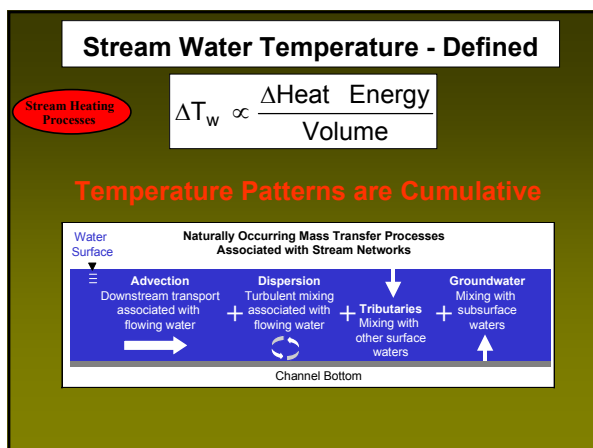 Stream Water Temperature - Defined
Stream Heating
Processes
ΔT_w ∝ ΔHeat Energy / Volume
Temperature Patterns are Cumulative
Water
Surface
Naturally Occurring Mass Transfer Processes
Associated with Stream Networks
Advection
Downstream transport
associated with
flowing water
+
Dispersion
Turbulent mixing
associated with
flowing water
+
Tributaries
Mixing with
other surface
waters
+
Groundwater
Mixing with
subsurface
waters
Channel Bottom